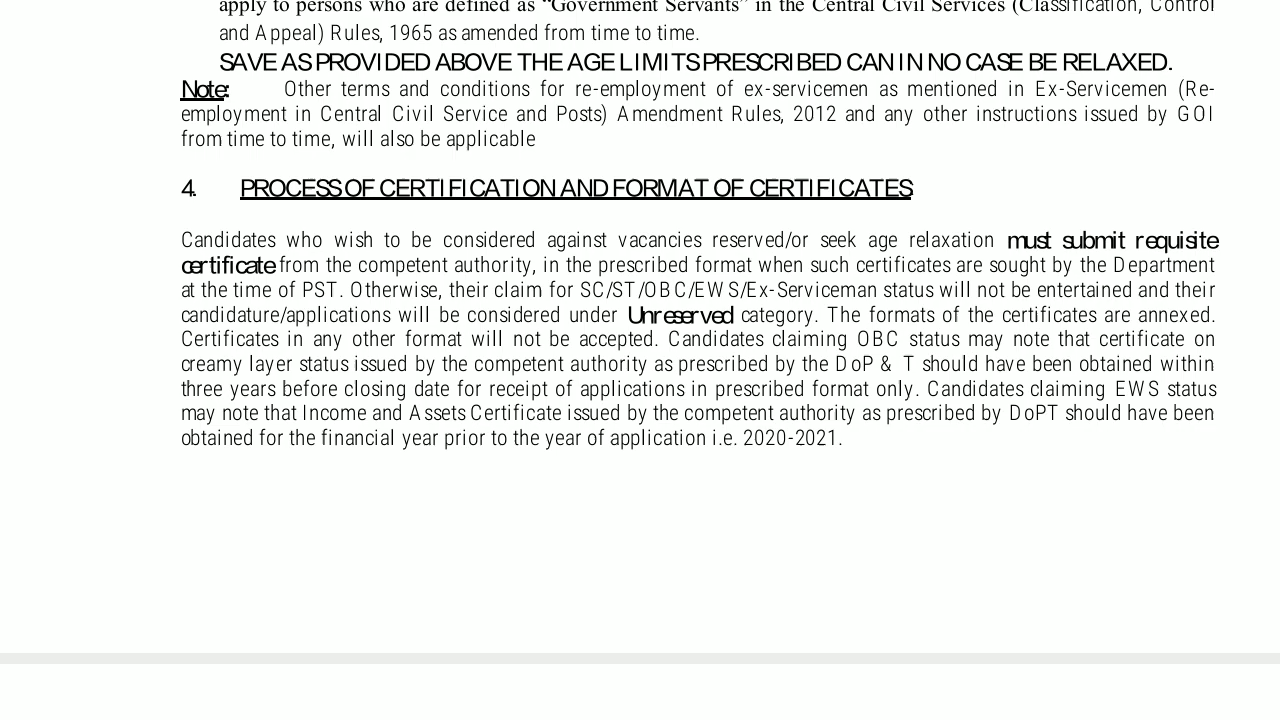 apply to persons who are defined as “Government Servants” in the Central Civil Services (Classification, Control
and Appeal) Rules, 1965 as amended from time to time.
SAVE AS PROVIDED ABOVE THE AGE LIMITS PRESCRIBED CAN IN NO CASE BE RELAXED.
Note: Other terms and conditions for re-employment of ex-servicemen as mentioned in Ex-Servicemen (Re-
employment in Central Civil Service and Posts) Amendment Rules, 2012 and any other instructions issued by GOI
from time to time, will also be applicable
4. PROCESS OF CERTIFICATION AND FORMAT OF CERTIFICATES
Candidates who wish to be considered against vacancies reserved/or seek age relaxation must submit requisite
certificate from the competent authority, in the prescribed format when such certificates are sought by the Department
at the time of PST. Otherwise, their claim for SC/ST/OBC/EWS/Ex-Serviceman status will not be entertained and their
candidature/applications will be considered under Unreserved category. The formats of the certificates are annexed.
Certificates in any other format will not be accepted. Candidates claiming OBC status may note that certificate on
creamy layer status issued by the competent authority as prescribed by the DoP & T should have been obtained within
three years before closing date for receipt of applications in prescribed format only. Candidates claiming EWS status
may note that Income and Assets Certificate issued by the competent authority as prescribed by DoPT should have been
obtained for the financial year prior to the year of application i.e. 2020-2021.